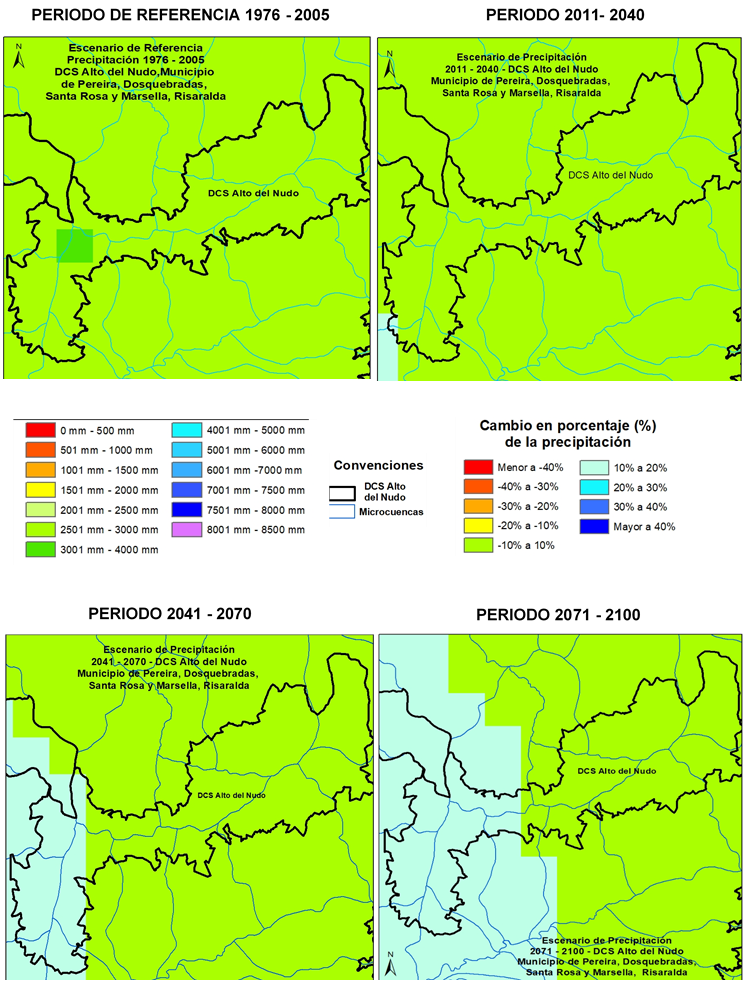 PERIODO DE REFERENCIA 1976 - 2005
PERIODO 2011- 2040
N
Escenario de Referencia
Precipitación 1976 - 2005
DCS Alto del Nudo,Municipio
de Pereira, Dosquebradas,
Santa Rosa y Marsella, Risaralda
DCS Alto del Nudo
N
Escenario de Precipitación
2011 - 2040 - DCS Alto del Nudo
Municipio de Pereira, Dosquebradas,
Santa Rosa y Marsella, Risaralda
DCS Alto del Nudo
0 mm - 500 mm
501 mm - 1000 mm
1001 mm - 1500 mm
1501 mm - 2000 mm
2001 mm - 2500 mm
2501 mm - 3000 mm
3001 mm - 4000 mm
4001 mm - 5000 mm
5001 mm - 6000 mm
6001 mm -7000 mm
7001 mm - 7500 mm
7501 mm - 8000 mm
8001 mm - 8500 mm
Convenciones
DCS Alto
del Nudo
Microcuencas
Cambio en porcentaje (%)
de la precipitación
Menor a -40%
-40% a -30%
-30% a -20%
-20% a -10%
-10% a 10%
10% a 20%
20% a 30%
30% a 40%
Mayor a 40%
PERIODO 2041 - 2070
PERIODO 2071 - 2100
Escenario de Precipitación
2041 - 2070 - DCS Alto del Nudo
Municipio de Pereira, Dosquebradas,
Santa Rosa y Marsella, Risaralda
DCS Alto del Nudo
DCS Alto del Nudo
N
Escenario de Precipitación
2071 - 2100 - DCS Alto del Nudo
Municipio de Pereira, Dosquebradas,
Santa Rosa y Marsella, Risaralda